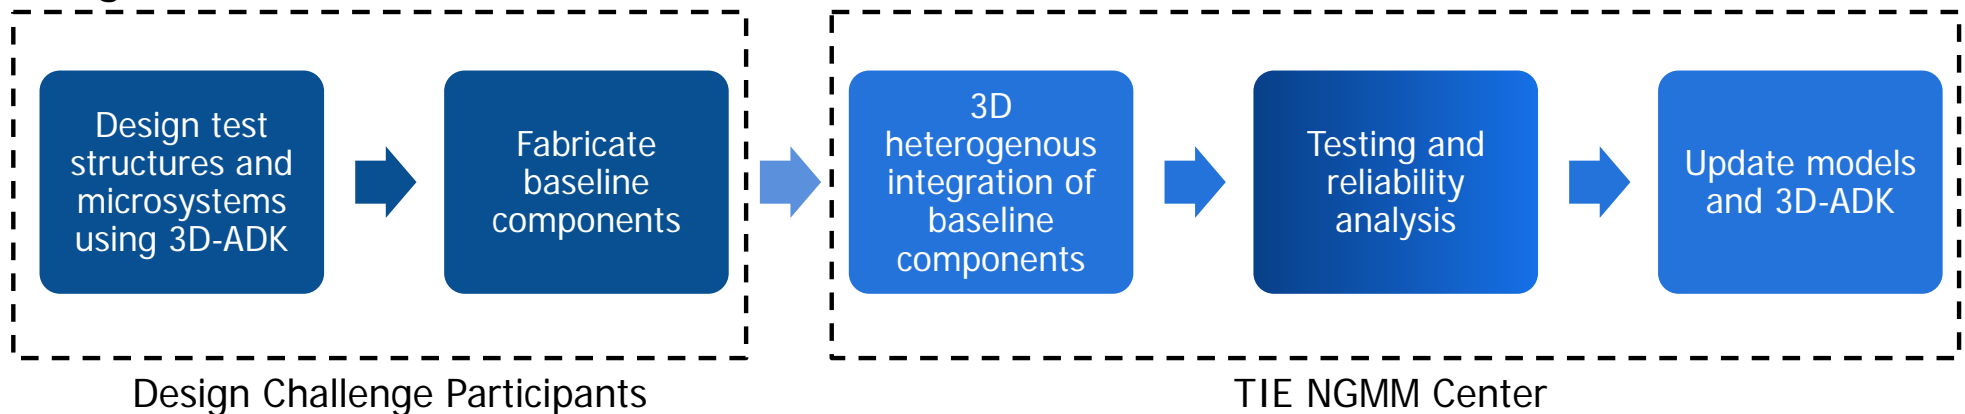 Design test
structures and
microsystems
using 3D-ADK
Fabricate
baseline
components
3D
heterogenous
integration of
baseline
components
Testing and
reliability
analysis
Update models
and 3D-ADK
Design Challenge Participants
TIE NGMM Center